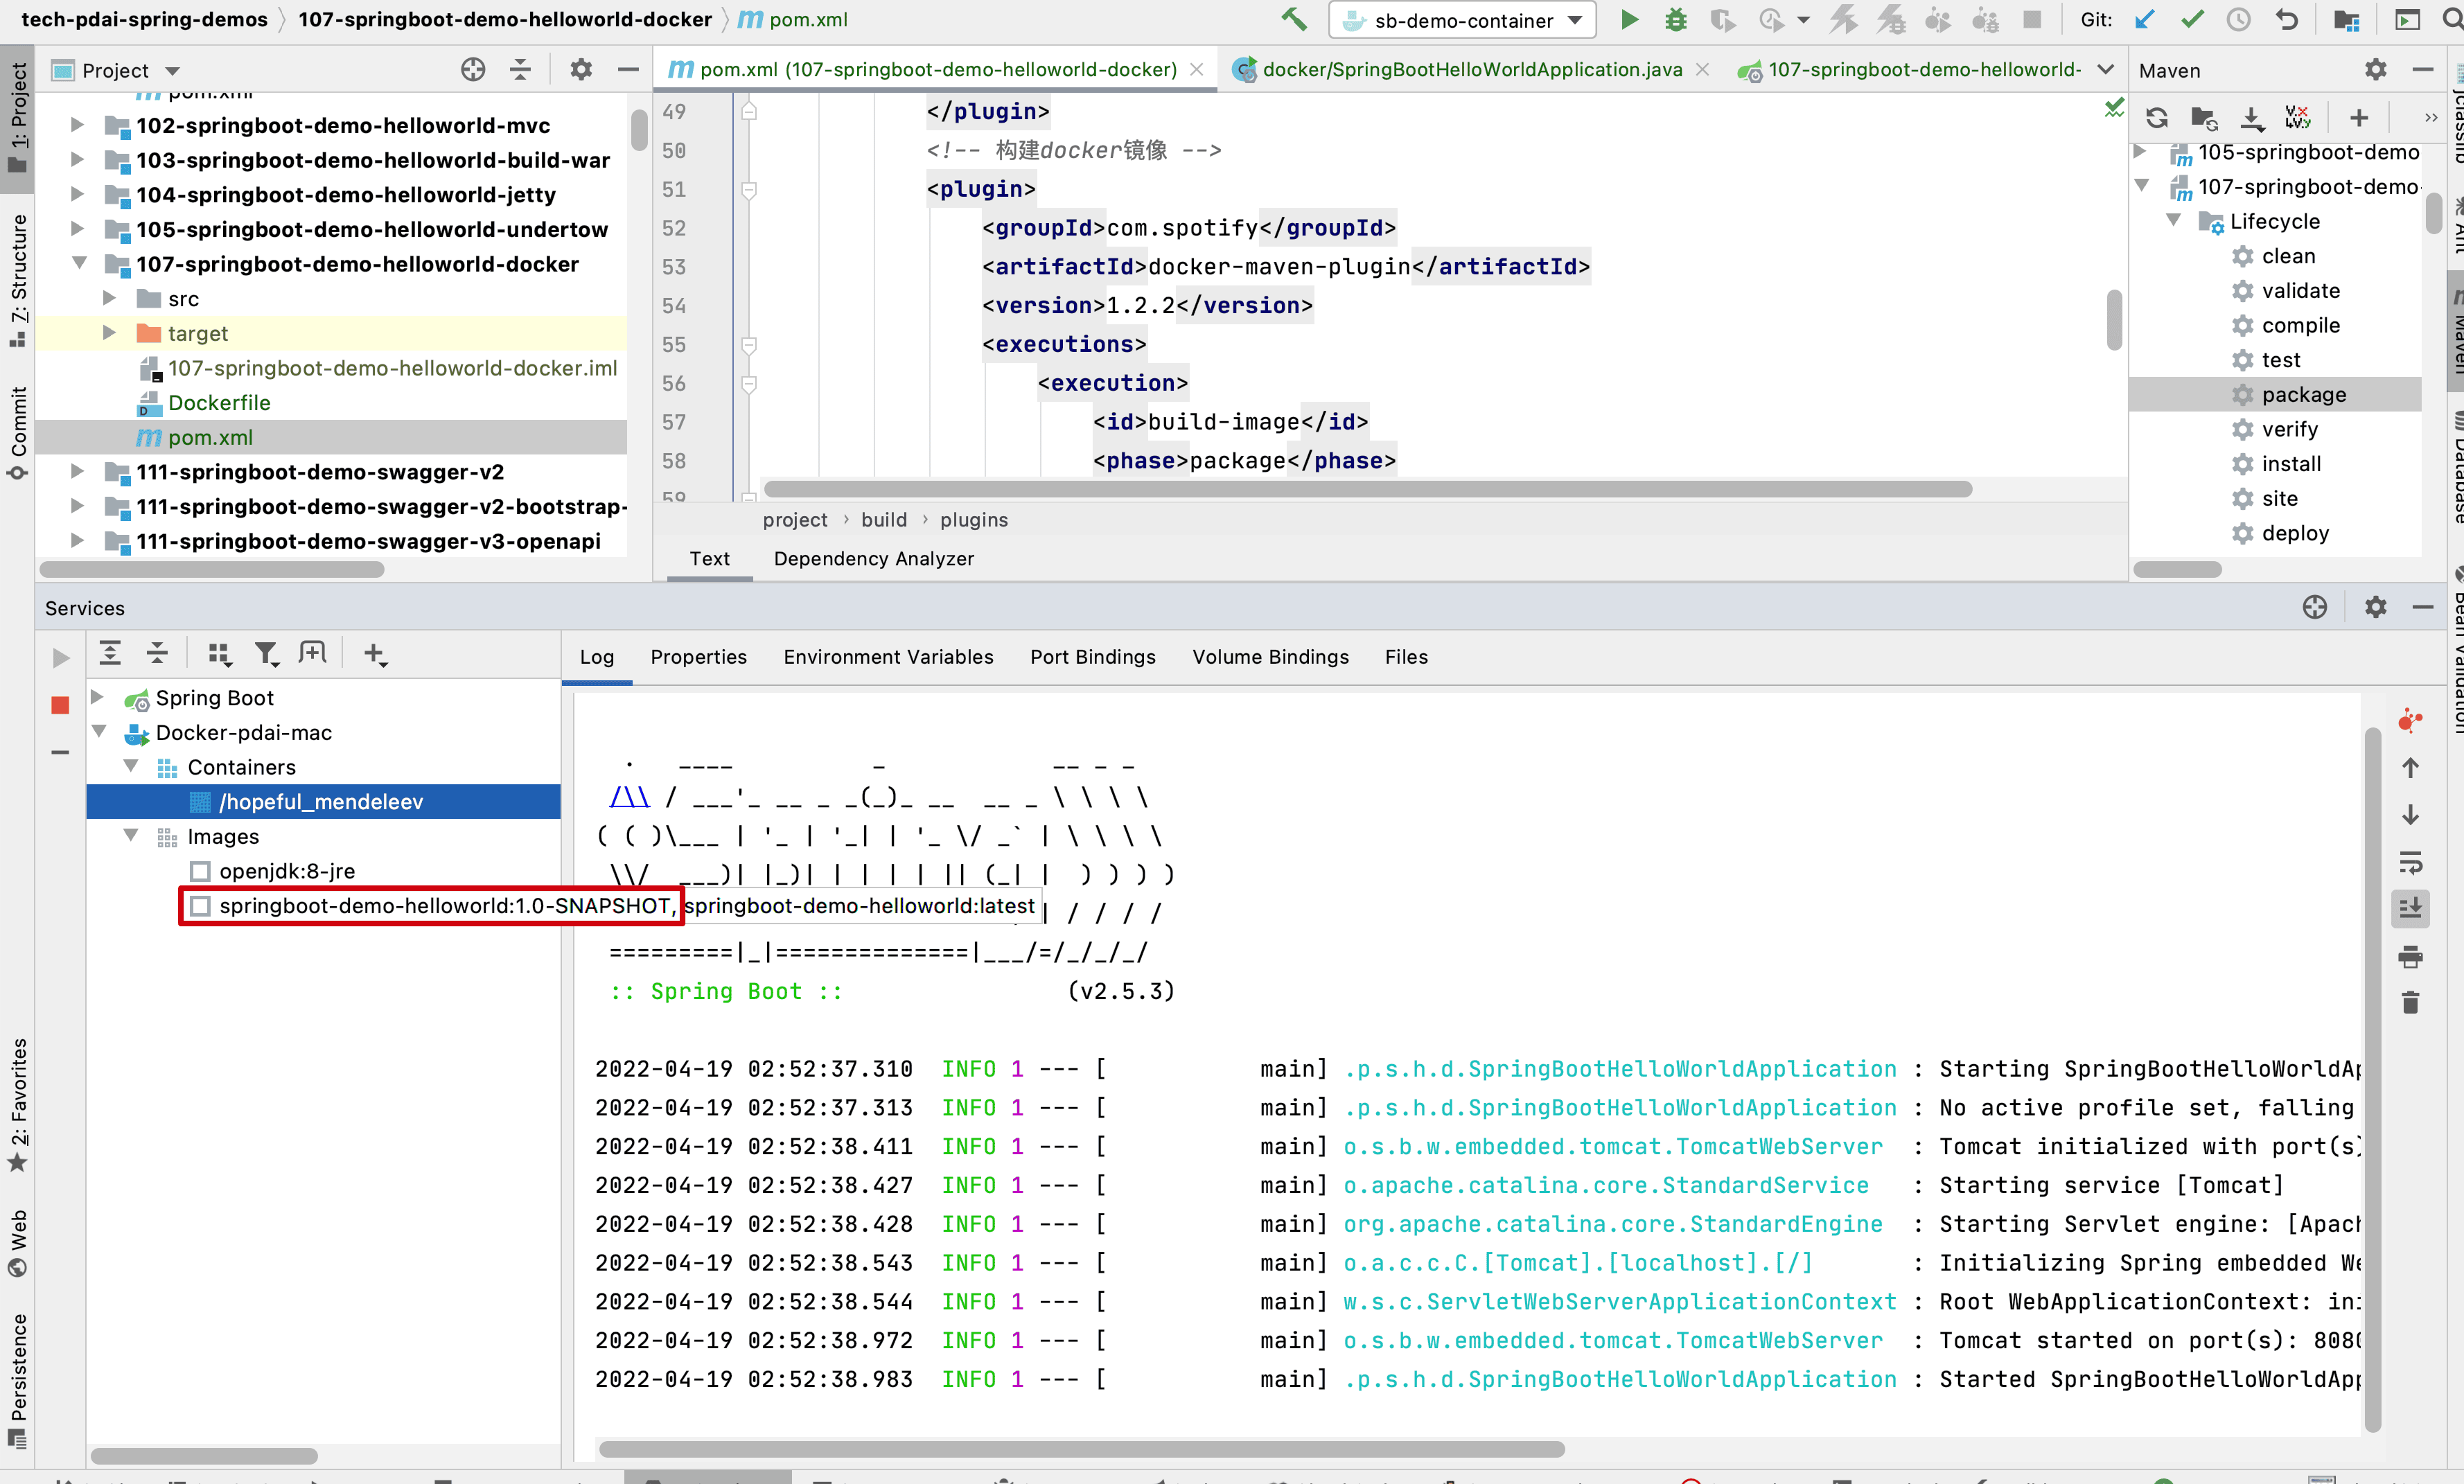 tech-pdai-spring-demos 107-springboot-demo-helloworld-docker pom.xml
sb-demo-container
Git:
1: Project
Z: Structure
Commit
2: Favorites
Web
Persistence
Project
pom.xml
102-springboot-demo-helloworld-mvc
103-springboot-demo-helloworld-build-war
104-springboot-demo-helloworld-jetty
105-springboot-demo-helloworld-undertow
107-springboot-demo-helloworld-docker
src
target
107-springboot-demo-helloworld-docker.iml
Dockerfile
pom.xml
111-springboot-demo-swagger-v2
111-springboot-demo-swagger-v2-bootstrap-
111-springboot-demo-swagger-v3-openapi
pom.xml (107-springboot-demo-helloworld-docker)
docker/SpringBootHelloWorldApplication.java
107-springboot-demo-helloworld-
49 </plugin>
50 <!-- 构建docker镜像 -->
51 <plugin>
52 <groupId>com.spotify</groupId>
53 <artifactId>docker-maven-plugin</artifactId>
54 <version>1.2.2</version>
55 <executions>
56 <execution>
57 <id>build-image</id>
58 <phase>package</phase>
59
project › build › plugins
Text Dependency Analyzer
Maven
105-springboot-demo
107-springboot-demo-
Lifecycle
clean
validate
compile
test
package
verify
install
site
deploy
jclasslib
Ant
Maven
Database
Bean Validation
Services
Spring Boot
Docker-pdai-mac
Containers
/hopeful_mendeleev
Images
openjdk:8-jre
springboot-demo-helloworld:1.0-SNAPSHOT, springboot-demo-helloworld:latest
Log Properties Environment Variables Port Bindings Volume Bindings Files
:: Spring Boot :: (v2.5.3)
2022-04-19 02:52:37.310 INFO 1 --- [ main] .p.s.h.d.SpringBootHelloWorldApplication : Starting SpringBootHelloWorldAp
2022-04-19 02:52:37.313 INFO 1 --- [ main] .p.s.h.d.SpringBootHelloWorldApplication : No active profile set, falling
2022-04-19 02:52:38.411 INFO 1 --- [ main] o.s.b.w.embedded.tomcat.TomcatWebServer : Tomcat initialized with port(s)
2022-04-19 02:52:38.427 INFO 1 --- [ main] o.apache.catalina.core.StandardService : Starting service [Tomcat]
2022-04-19 02:52:38.428 INFO 1 --- [ main] org.apache.catalina.core.StandardEngine : Starting Servlet engine: [Apach
2022-04-19 02:52:38.543 INFO 1 --- [ main] o.a.c.c.C.[Tomcat].[localhost].[/] : Initializing Spring embedded We
2022-04-19 02:52:38.544 INFO 1 --- [ main] w.s.c.ServletWebServerApplicationContext : Root WebApplicationContext: ini
2022-04-19 02:52:38.972 INFO 1 --- [ main] o.s.b.w.embedded.tomcat.TomcatWebServer : Tomcat started on port(s): 8080
2022-04-19 02:52:38.983 INFO 1 --- [ main] .p.s.h.d.SpringBootHelloWorldApplication : Started SpringBootHelloWorldApp